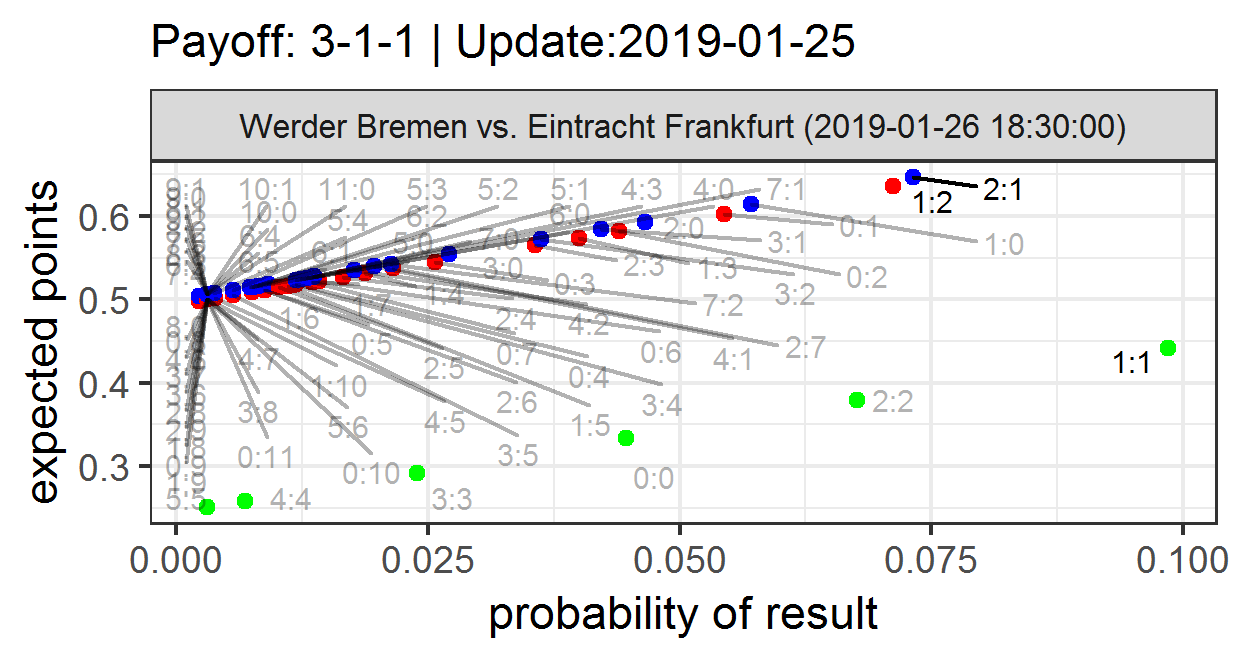 Payoff: 3-1-1 | Update:2019-01-25
Werder Bremen vs. Eintracht Frankfurt (2019-01-26 18:30:00)
expected points
0.6
0.5
0.4
0.3
9:1 10:1 11:0 5:3 5:2 5:1 4:3 4:0 7:1
10:0 5:4 6:2 6:0 2:0 0:1
6:4 6:1 5:0 7:0 3:1 1:0
6:5 3:0 0:3 2:3 1:3 3:2 0:2
1:6 1:7 1:4 2:4 4:2 7:2
4:7 0:5 2:5 0:7 0:6 4:1 2:7
1:10 0:4
3:8 5:6 4:5 2:6 1:5 3:4
0:11 0:10 3:5 0:0
1:9
5:5 4:4 3:3
2:1
1:2
1:1
2:2
0.000 0.025 0.050 0.075 0.100
probability of result